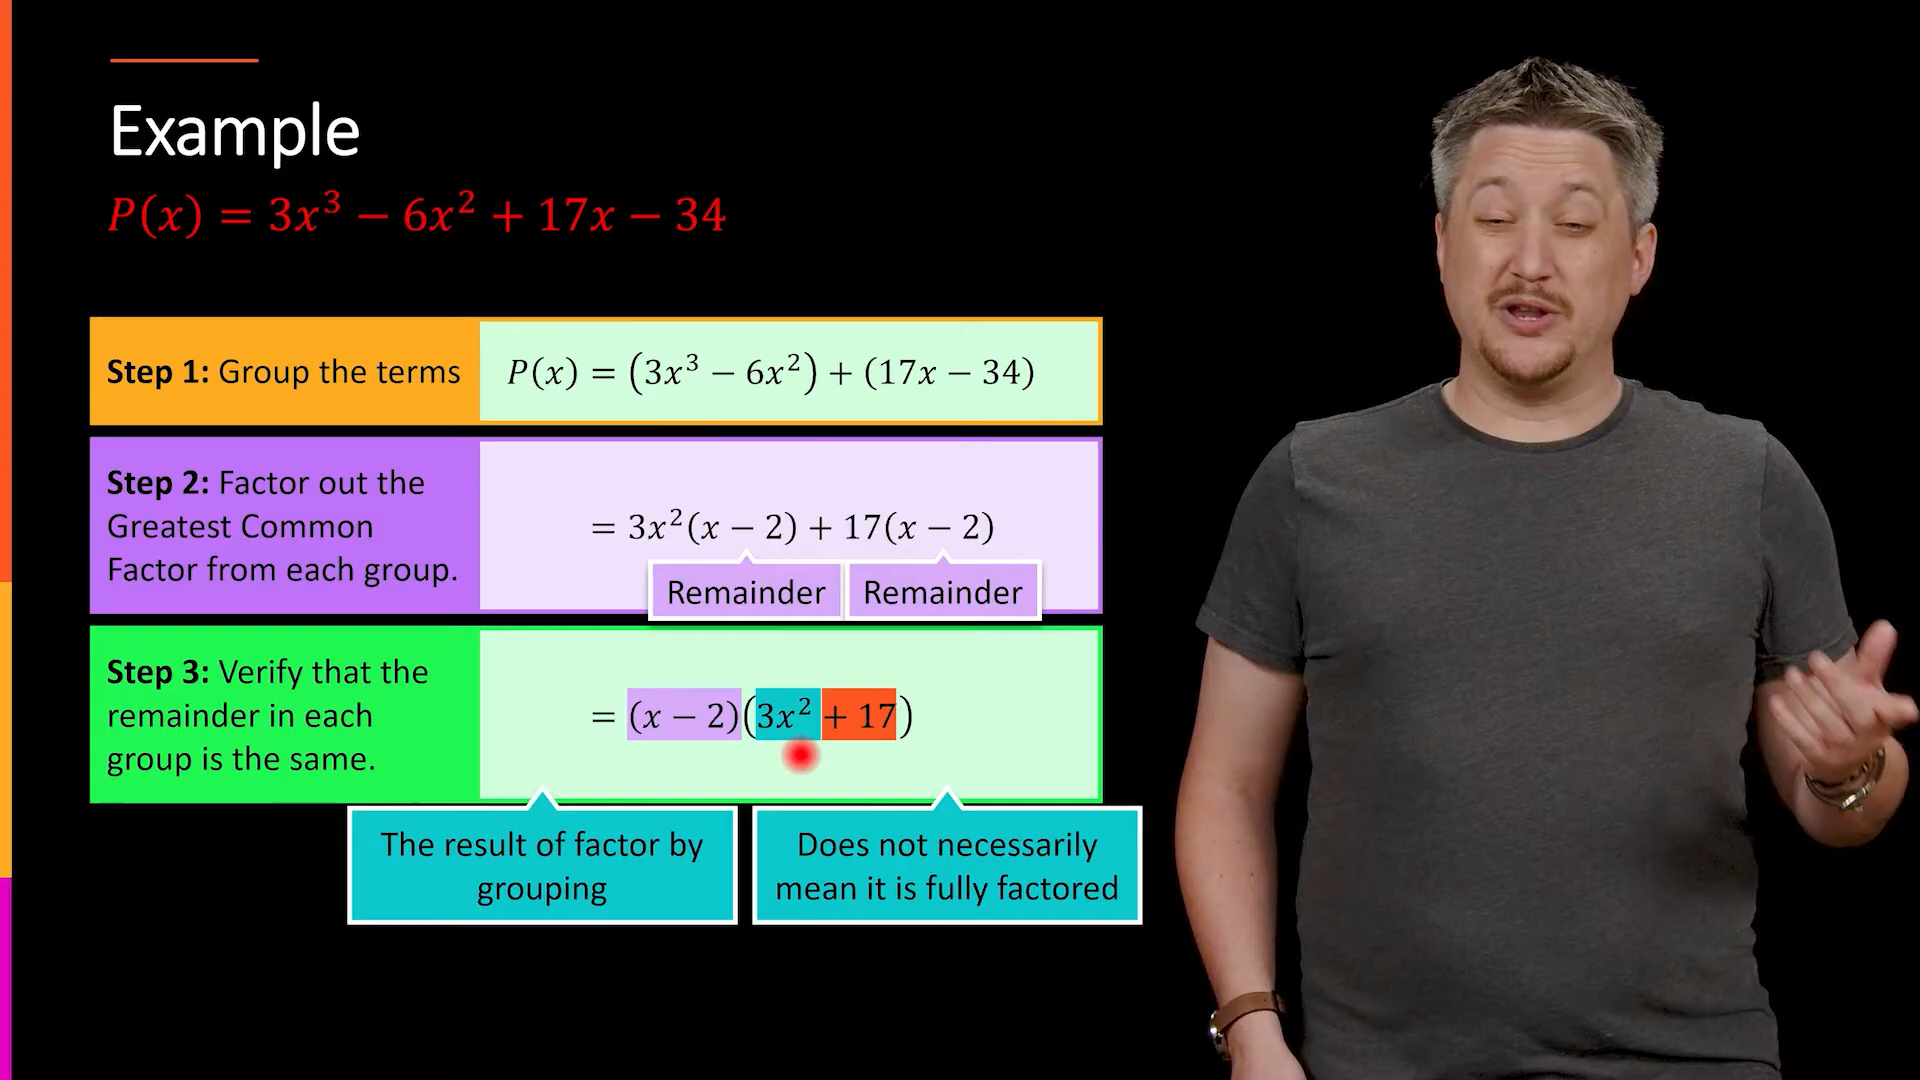 Example
P(x) = 3x³ − 6x² + 17x − 34
Step 1: Group the terms
P(x) = (3x³ − 6x²) + (17x − 34)
Step 2: Factor out the
Greatest Common
Factor from each group.
= 3x²(x − 2) + 17(x − 2)
Remainder
Remainder
Step 3: Verify that the
remainder in each
group is the same.
= (x − 2)(3x² + 17)
The result of factor by
grouping
Does not necessarily
mean it is fully factored